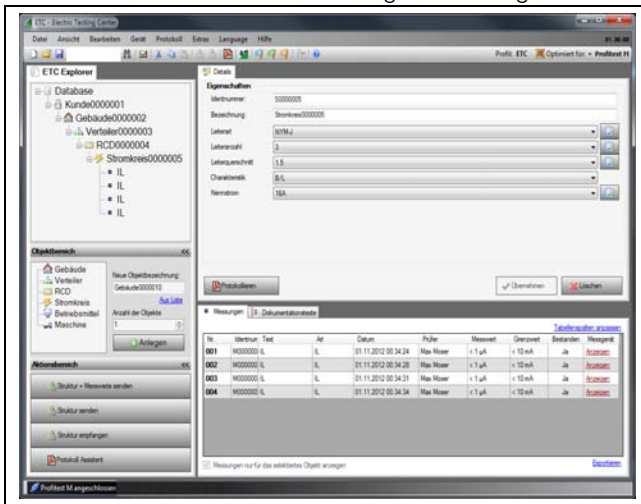 ETC - Electric Testing Center
Datei Ansicht Bearbeiten Gerät Protokoll Extras Language Hilfe
Profil: ETC Optimiert für: Profitest M
ETC Explorer
Database
Kunde0000001
Gebäude0000002
Verteiler0000003
RCD0000004
Stromkreis0000005
IL
IL
IL
IL
Objektbereich <<
Gebäude
Verteiler
RCD
Stromkreis
Betriebsmittel
Maschine
Neue Objektbezeichnung:
Gebäude0000010
Aus Liste
Anzahl der Objekte
1
Anlegen
Aktionsbereich <<
Struktur + Messwerte senden
Struktur senden
Struktur empfangen
Protokoll Assistent
Details
Eigenschaften
Identnummer: S0000005
Bezeichnung: Stromkreis0000005
Leiterart NYM-J
Leiteranzahl 3
Leiterquerschnitt 1.5
Charakteristik B/L
Nennstrom 16A
Protokollieren Übernehmen Löschen
Messungen Dokumentationstexte
Tabellenspalten anpassen
Nr. Identnur Text Art Datum Prüfer Messwert Grenzwert Bestanden Messgerät
001 M000000 IL IL 01.11.2012 00:34:24 Max Moser < 1 µA < 10 mA Ja Anzeigen
002 M000000 IL IL 01.11.2012 00:34:28 Max Moser < 1 µA < 10 mA Ja Anzeigen
003 M000000 IL IL 01.11.2012 00:34:31 Max Moser < 1 µA < 10 mA Ja Anzeigen
004 M000000 IL IL 01.11.2012 00:34:34 Max Moser < 1 µA < 10 mA Ja Anzeigen
Messungen nur für das selektiertes Objekt anzeigen
Exportieren
Profitest M angeschlossen